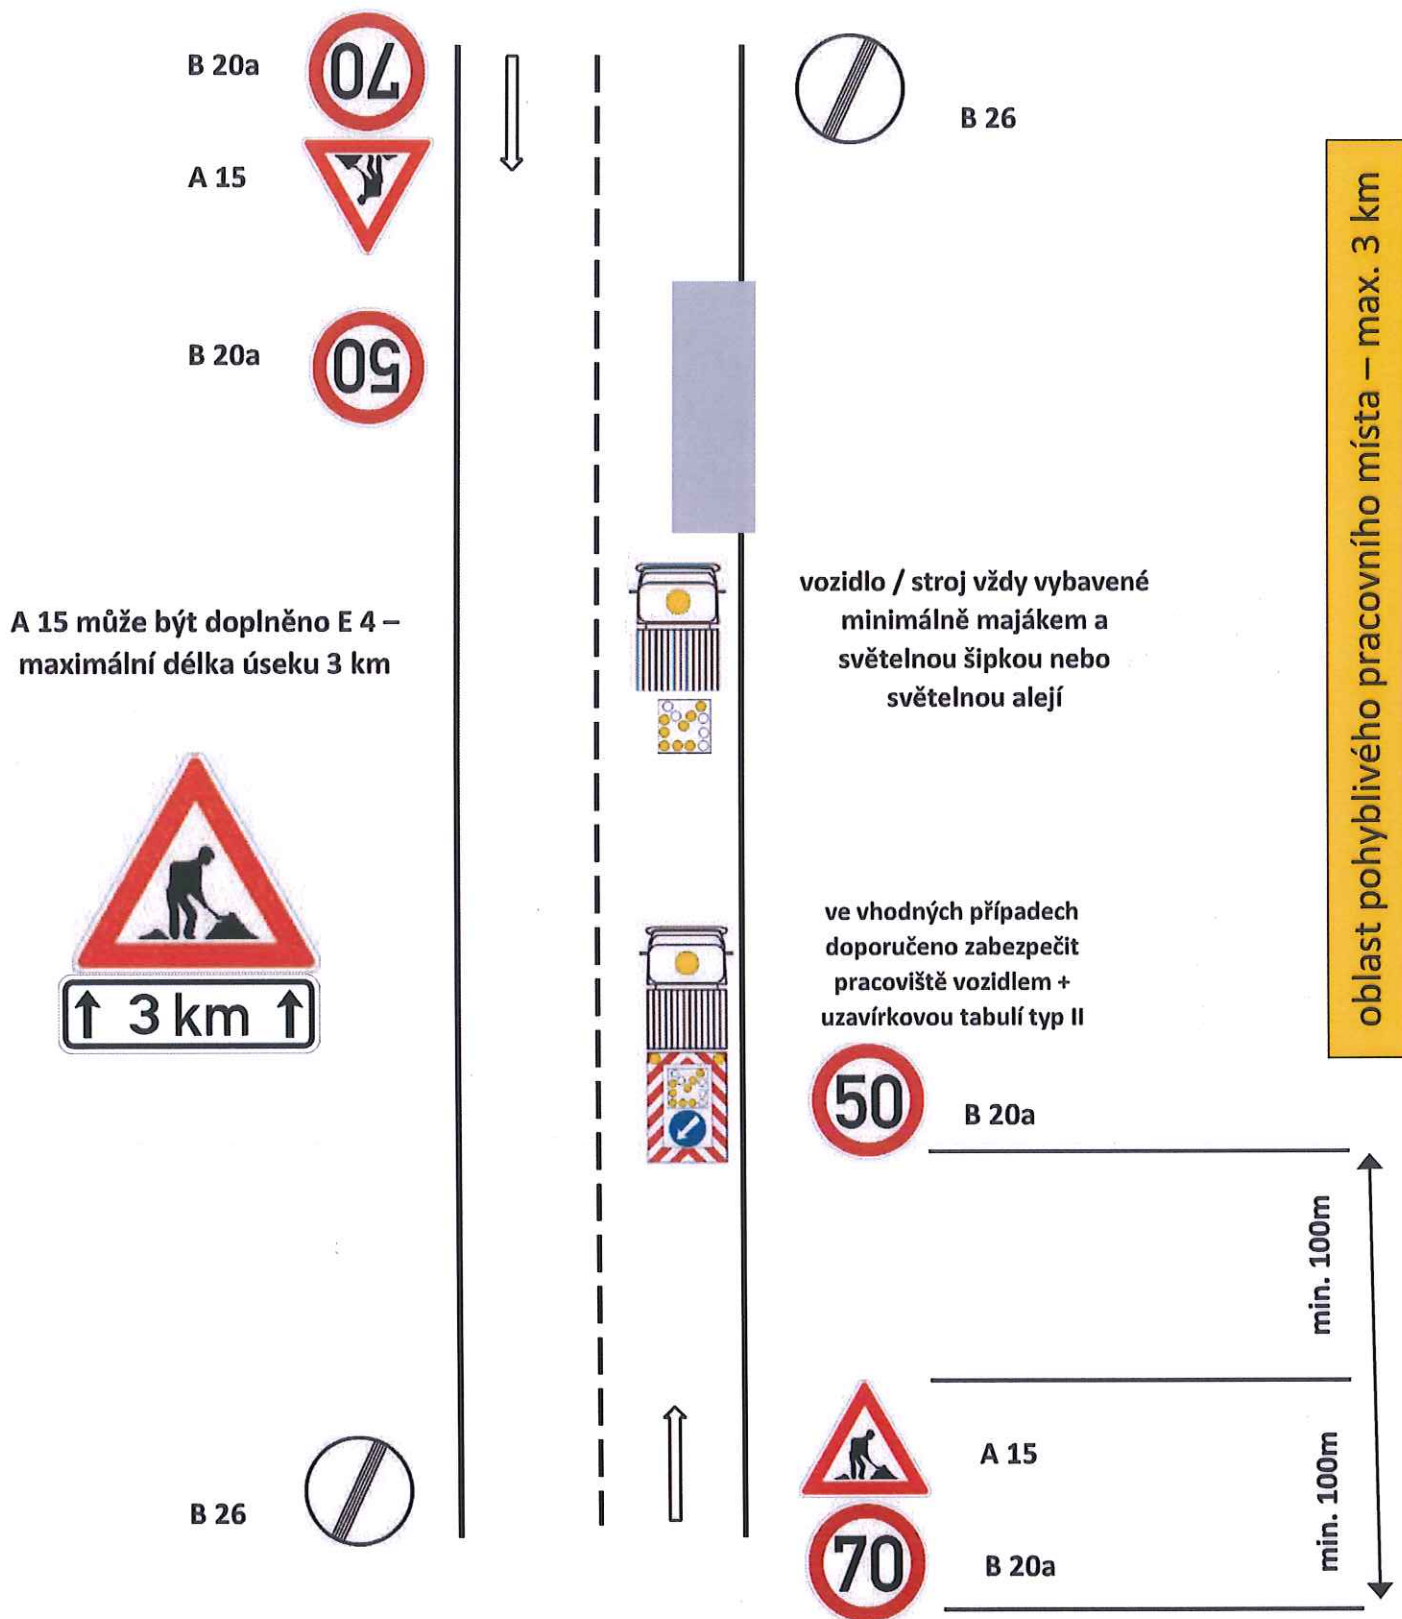 B 20a
70
A 15
B 20a
50
B 26
A 15 může být doplněno E 4 –
maximální délka úseku 3 km
3 km
vozidlo / stroj vždy vybavené
minimálně majákem a
světelnou šipkou nebo
světelnou alejí
ve vhodných případech
doporučeno zabezpečit
pracoviště vozidlem +
uzavírkovou tabulí typ II
50
B 20a
oblast pohyblivého pracovního místa – max. 3 km
min. 100m
A 15
min. 100m
70
B 20a
B 26